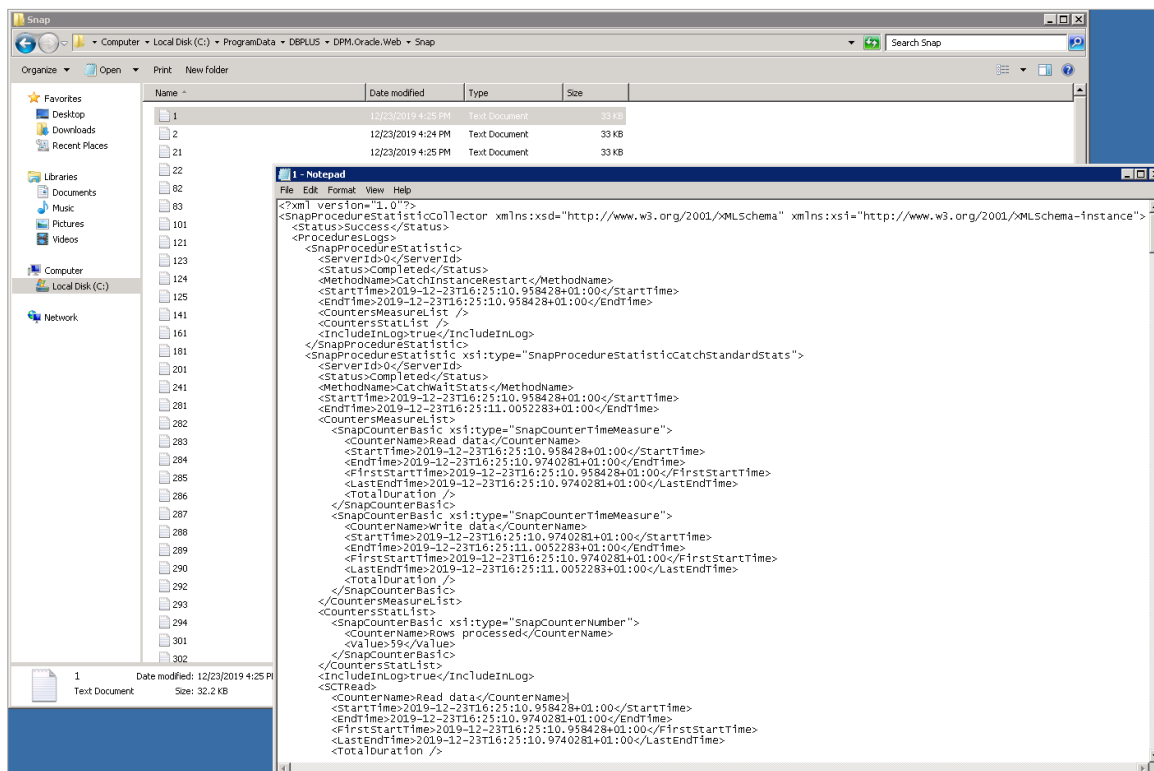 Snap
Computer
Local Disk (C:)
ProgramData
DBPLUS
DPM.Oracle.Web
Snap
Search Snap
Organize
Open
Print
New folder
Favorites
Desktop
Downloads
Recent Places
Libraries
Documents
Music
Pictures
Videos
Computer
Local Disk (C:)
Network
Name
Date modified
Type
Size
1 12/23/2019 4:25 PM Text Document 33 KB
2 12/23/2019 4:24 PM Text Document 33 KB
21 12/23/2019 4:25 PM Text Document 33 KB
22
82
83
101
121
123
124
125
141
161
181
201
241
281
282
283
284
285
286
287
288
289
290
292
293
294
301
302
1 Date modified: 12/23/2019 4:25 P
Text Document Size: 32.2 KB
1 - Notepad
File Edit Format View Help
<?xml version="1.0"?>
<SnapProcedureStatisticCollector xmlns:xsd="http://www.w3.org/2001/XMLSchema" xmlns:xsi="http://www.w3.org/2001/XMLSchema-instance">
<Status>Success</Status>
<ProceduresLogs>
<SnapProcedureStatistic>
<ServerId>0</ServerId>
<Status>Completed</Status>
<MethodName>CatchInstanceRestart</MethodName>
<StartTime>2019-12-23T16:25:10.958428+01:00</StartTime>
<EndTime>2019-12-23T16:25:10.958428+01:00</EndTime>
<CountersMeasureList />
<CountersStatList />
<IncludeInLog>true</IncludeInLog>
</SnapProcedureStatistic>
<SnapProcedureStatistic xsi:type="SnapProcedureStatisticCatchStandardStats">
<ServerId>0</ServerId>
<Status>Completed</Status>
<MethodName>CatchWaitStats</MethodName>
<StartTime>2019-12-23T16:25:10.958428+01:00</StartTime>
<EndTime>2019-12-23T16:25:11.0052283+01:00</EndTime>
<CountersMeasureList>
<SnapCounterBasic xsi:type="SnapCounterTimeMeasure">
<CounterName>Read data</CounterName>
<StartTime>2019-12-23T16:25:10.958428+01:00</StartTime>
<EndTime>2019-12-23T16:25:10.9740281+01:00</EndTime>
<FirstStartTime>2019-12-23T16:25:10.958428+01:00</FirstStartTime>
<LastEndTime>2019-12-23T16:25:10.9740281+01:00</LastEndTime>
<TotalDuration />
</SnapCounterBasic>
<SnapCounterBasic xsi:type="SnapCounterTimeMeasure">
<CounterName>Write data</CounterName>
<StartTime>2019-12-23T16:25:10.9740281+01:00</StartTime>
<EndTime>2019-12-23T16:25:11.0052283+01:00</EndTime>
<FirstStartTime>2019-12-23T16:25:10.9740281+01:00</FirstStartTime>
<LastEndTime>2019-12-23T16:25:11.0052283+01:00</LastEndTime>
<TotalDuration />
</SnapCounterBasic>
</CountersMeasureList>
<CountersStatList>
<SnapCounterBasic xsi:type="SnapCounterNumber">
<CounterName>Rows processed</CounterName>
<Value>59</Value>
</SnapCounterBasic>
</CountersStatList>
<IncludeInLog>true</IncludeInLog>
<SCTRead>
<CounterName>Read data</CounterName>
<StartTime>2019-12-23T16:25:10.958428+01:00</StartTime>
<EndTime>2019-12-23T16:25:10.9740281+01:00</EndTime>
<FirstStartTime>2019-12-23T16:25:10.958428+01:00</FirstStartTime>
<LastEndTime>2019-12-23T16:25:10.9740281+01:00</LastEndTime>
<TotalDuration />